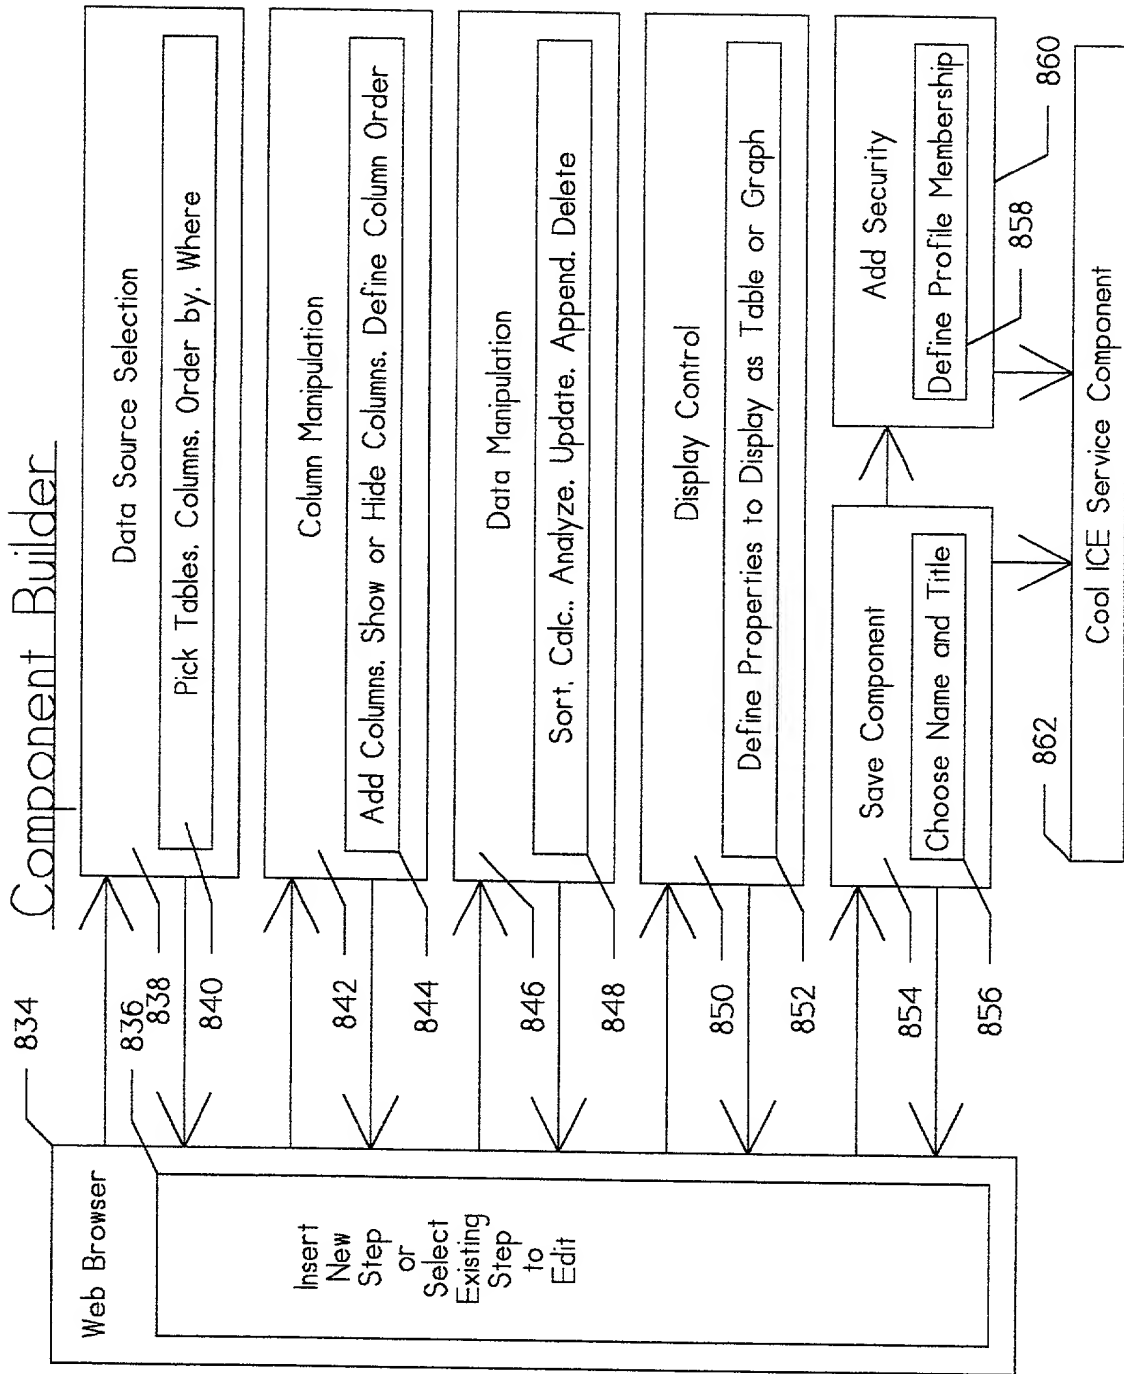 Component Builder
834
Web Browser
836
Insert
New
Step
or
Select
Existing
Step
to
Edit
838
Data Source Selection
840
Pick Tables, Columns, Order by, Where
842
Column Manipulation
844
Add Columns, Show or Hide Columns, Define Column Order
846
Data Manipulation
848
Sort, Calc., Analyze, Update, Append, Delete
850
Display Control
852
Define Properties to Display as Table or Graph
854
Save Component
856
Choose Name and Title
Add Security
Define Profile Membership
858
860
862
Cool ICE Service Component